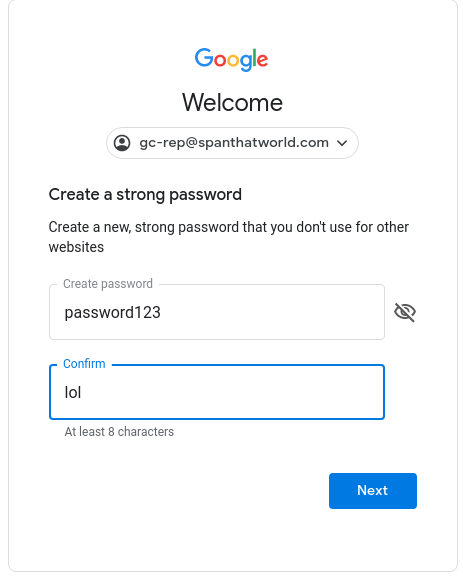 Google
Welcome
gc-rep@spanthatworld.com
Create a strong password
Create a new, strong password that you don't use for other
websites
Create password
password123
Confirm
lol
At least 8 characters
Next